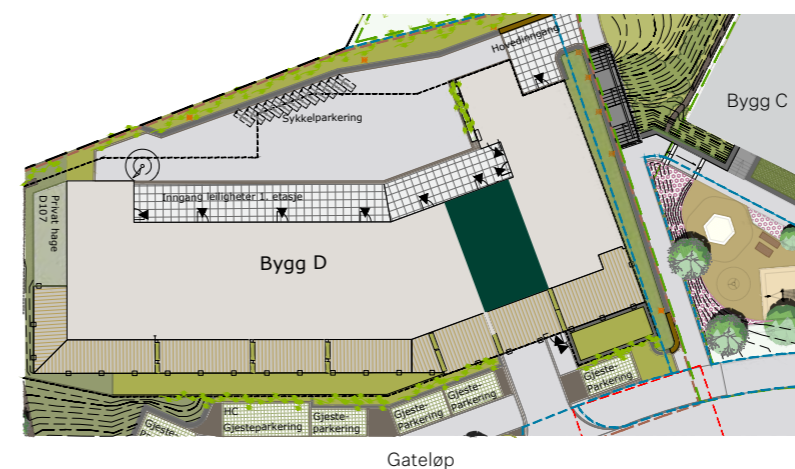 Hovedinngang
Bygg C
Sykkelparkering
Inngang leiligheter 1. etasje
Privat hage
D107
Bygg D
HC
Gjesteparkering
Gjeste-
parkering
Gjeste-
Parkering
Gjeste-
Parkering
Gjeste-
Parkering
Gjeste-
Gateløp